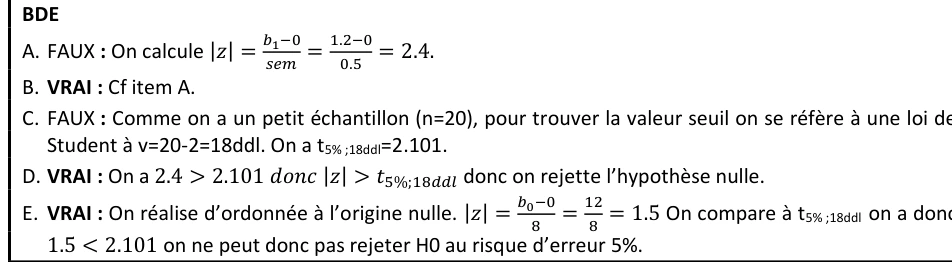 BDE
A. FAUX : On calcule |z| = b₁−0/sem = 1.2−0/0.5 = 2.4.
B. VRAI : Cf item A.
C. FAUX : Comme on a un petit échantillon (n=20), pour trouver la valeur seuil on se réfère à une loi de
Student à v=20-2=18ddl. On a t5% ;18ddl=2.101.
D. VRAI : On a 2.4 > 2.101 donc |z| > t5%;18ddl donc on rejette l’hypothèse nulle.
E. VRAI : On réalise d’ordonnée à l’origine nulle. |z| = b₀−0/8 = 12/8 = 1.5 On compare à t5% ;18ddl on a donc
1.5 < 2.101 on ne peut donc pas rejeter H0 au risque d’erreur 5%.